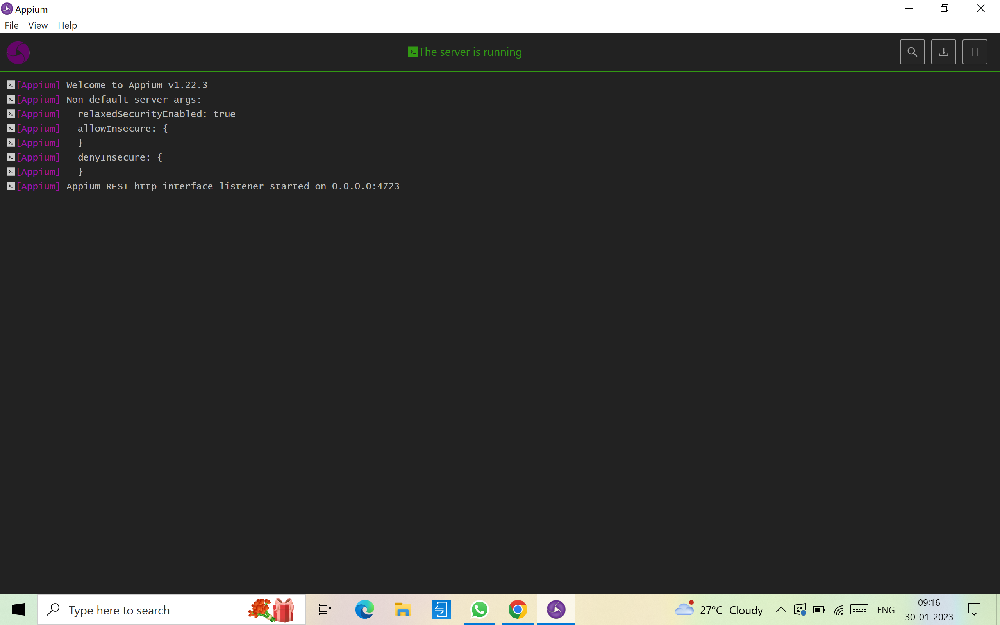 Appium
File View Help
The server is running
[Appium] Welcome to Appium v1.22.3
[Appium] Non-default server args:
[Appium]   relaxedSecurityEnabled: true
[Appium]   allowInsecure: {
[Appium]   }
[Appium]   denyInsecure: {
[Appium]   }
[Appium] Appium REST http interface listener started on 0.0.0.0:4723
Type here to search
27°C Cloudy
ENG
09:16
30-01-2023